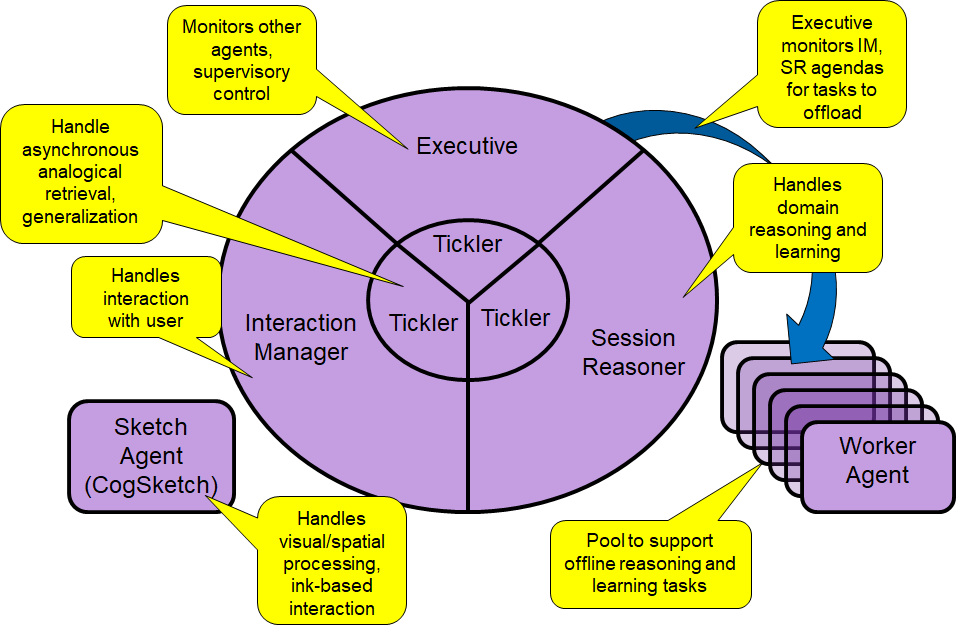 Monitors other
agents,
supervisory
control
Executive
monitors IM,
SR agendas
for tasks to
offload
Handle
asynchronous
analogical
retrieval,
generalization
Executive
Handles
domain
reasoning and
learning
Tickler
Handles
interaction
with user
Tickler
Tickler
Interaction
Manager
Session
Reasoner
Sketch
Agent
(CogSketch)
Worker
Agent
Handles
visual/spatial
processing,
ink-based
interaction
Pool to support
offline reasoning and
learning tasks